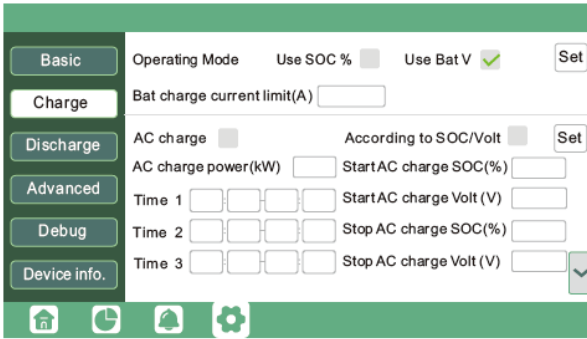 Basic
Charge
Discharge
Advanced
Debug
Device info.
Operating Mode Use SOC % Use Bat V Set
Bat charge current limit(A)
AC charge According to SOC/Volt Set
AC charge power(kW) Start AC charge SOC(%)
Time 1 : - : Start AC charge Volt (V)
Time 2 : - : Stop AC charge SOC(%)
Time 3 : - : Stop AC charge Volt (V)